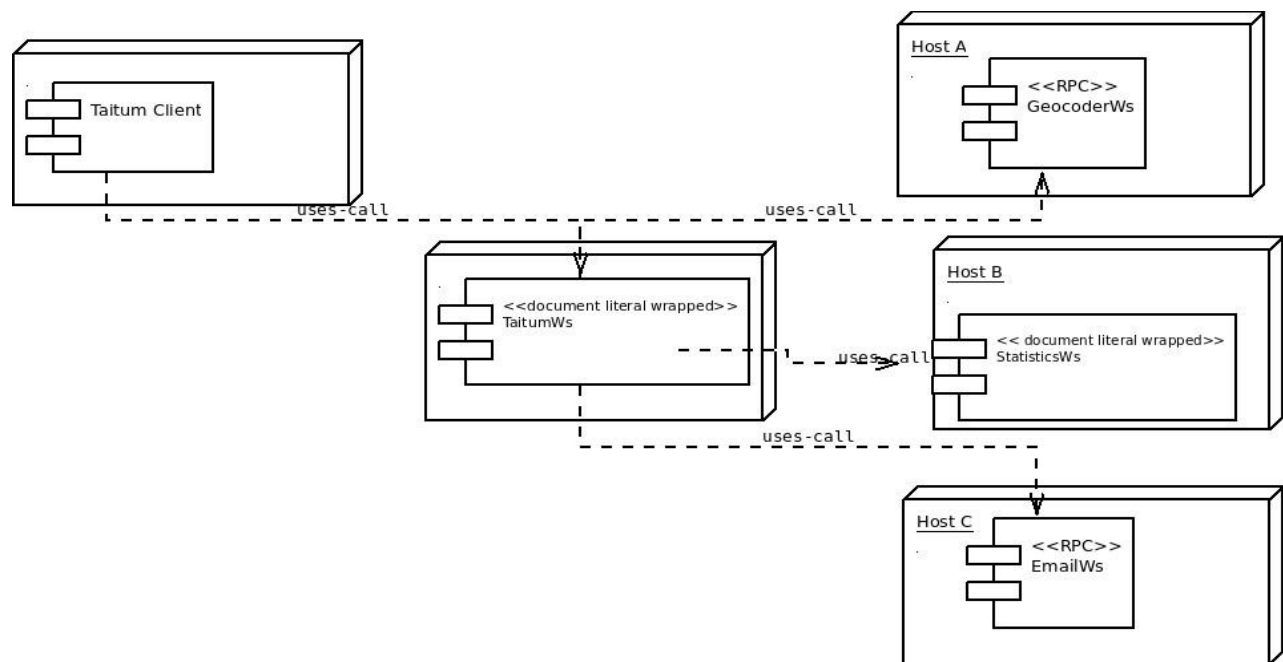 Host A
Taitum Client
<<RPC>>
GeocoderWs
uses-call
uses-call
<<document literal wrapped>>
TaitumWs
Host B
<< document literal wrapped>>
StatisticsWs
uses-call
uses-call
Host C
<<RPC>>
EmailWs